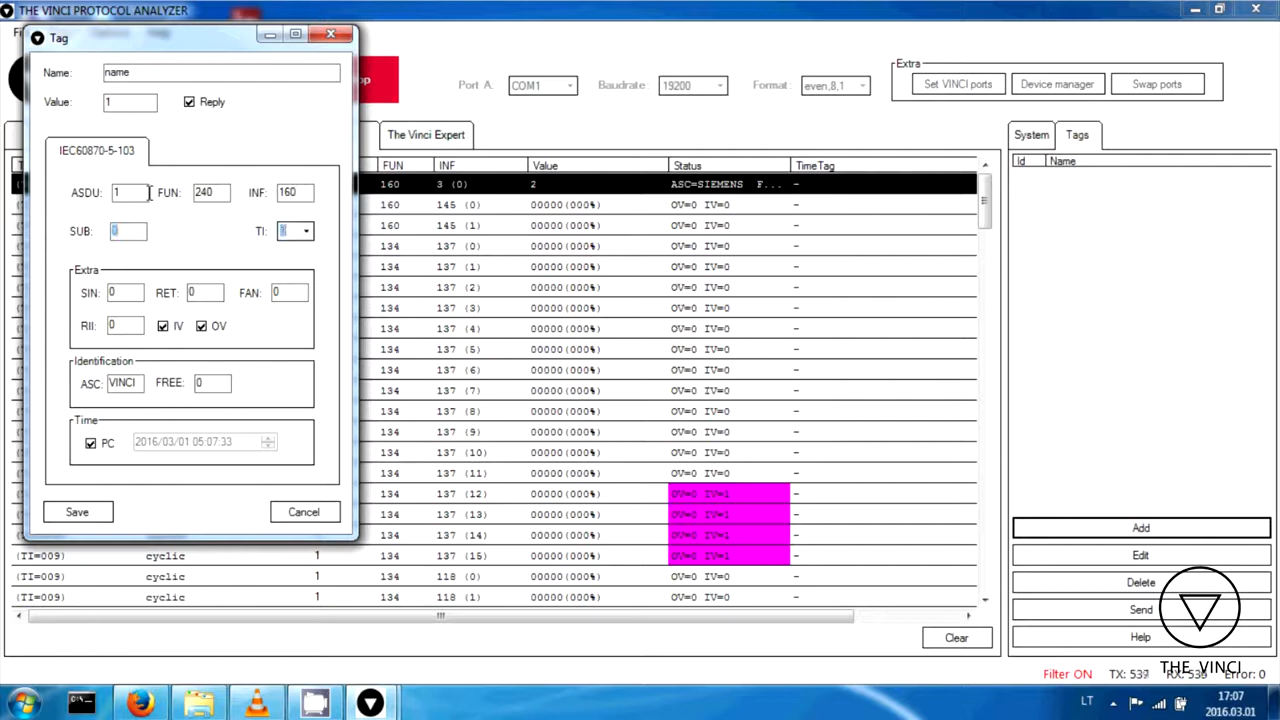 THE VINCI PROTOCOL ANALYZER
Tag
Name: name
Value: 1 Reply
IEC60870-5-103
ASDU: 1 FUN: 240 INF: 160
SUB: 0 TI:
Extra
SIN: 0 RET: 0 FAN: 0
RII: 0 IV OV
Identification
ASC: VINCI FREE: 0
Time
PC 2016/03/01 05:07:33
Save Cancel
Port A: COM1 Baudrate: 19200 Format: even,8,1
Extra
Set VINCI ports Device manager Swap ports
The Vinci Expert
FUN INF Value Status TimeTag
160 3 (0) 2 ASC=SIEMENS F... -
160 145 (0) 00000(000%) OV=0 IV=0 -
160 145 (1) 00000(000%) OV=0 IV=0 -
134 137 (0) 00000(000%) OV=0 IV=0 -
134 137 (1) 00000(000%) OV=0 IV=0 -
134 137 (2) 00000(000%) OV=0 IV=0 -
134 137 (3) 00000(000%) OV=0 IV=0 -
134 137 (4) 00000(000%) OV=0 IV=0 -
134 137 (5) 00000(000%) OV=0 IV=0 -
134 137 (6) 00000(000%) OV=0 IV=0 -
134 137 (7) 00000(000%) OV=0 IV=0 -
134 137 (8) 00000(000%) OV=0 IV=0 -
134 137 (9) 00000(000%) OV=0 IV=0 -
134 137 (10) 00000(000%) OV=0 IV=0 -
134 137 (11) 00000(000%) OV=0 IV=0 -
134 137 (12) 00000(000%) OV=0 IV=1 -
134 137 (13) 00000(000%) OV=0 IV=1 -
134 137 (14) 00000(000%) OV=0 IV=1 -
(TI=009) cyclic 1 134 137 (15) 00000(000%) OV=0 IV=1 -
(TI=009) cyclic 1 134 118 (0) 00000(000%) OV=0 IV=0 -
(TI=009) cyclic 1 134 118 (1) 00000(000%) OV=0 IV=0 -
Clear
System Tags
Id Name
Add
Edit
Delete
Send
Help
THE VINCI
Filter ON TX: 539 RX: Error: 0
LT 17:07
2016.03.01